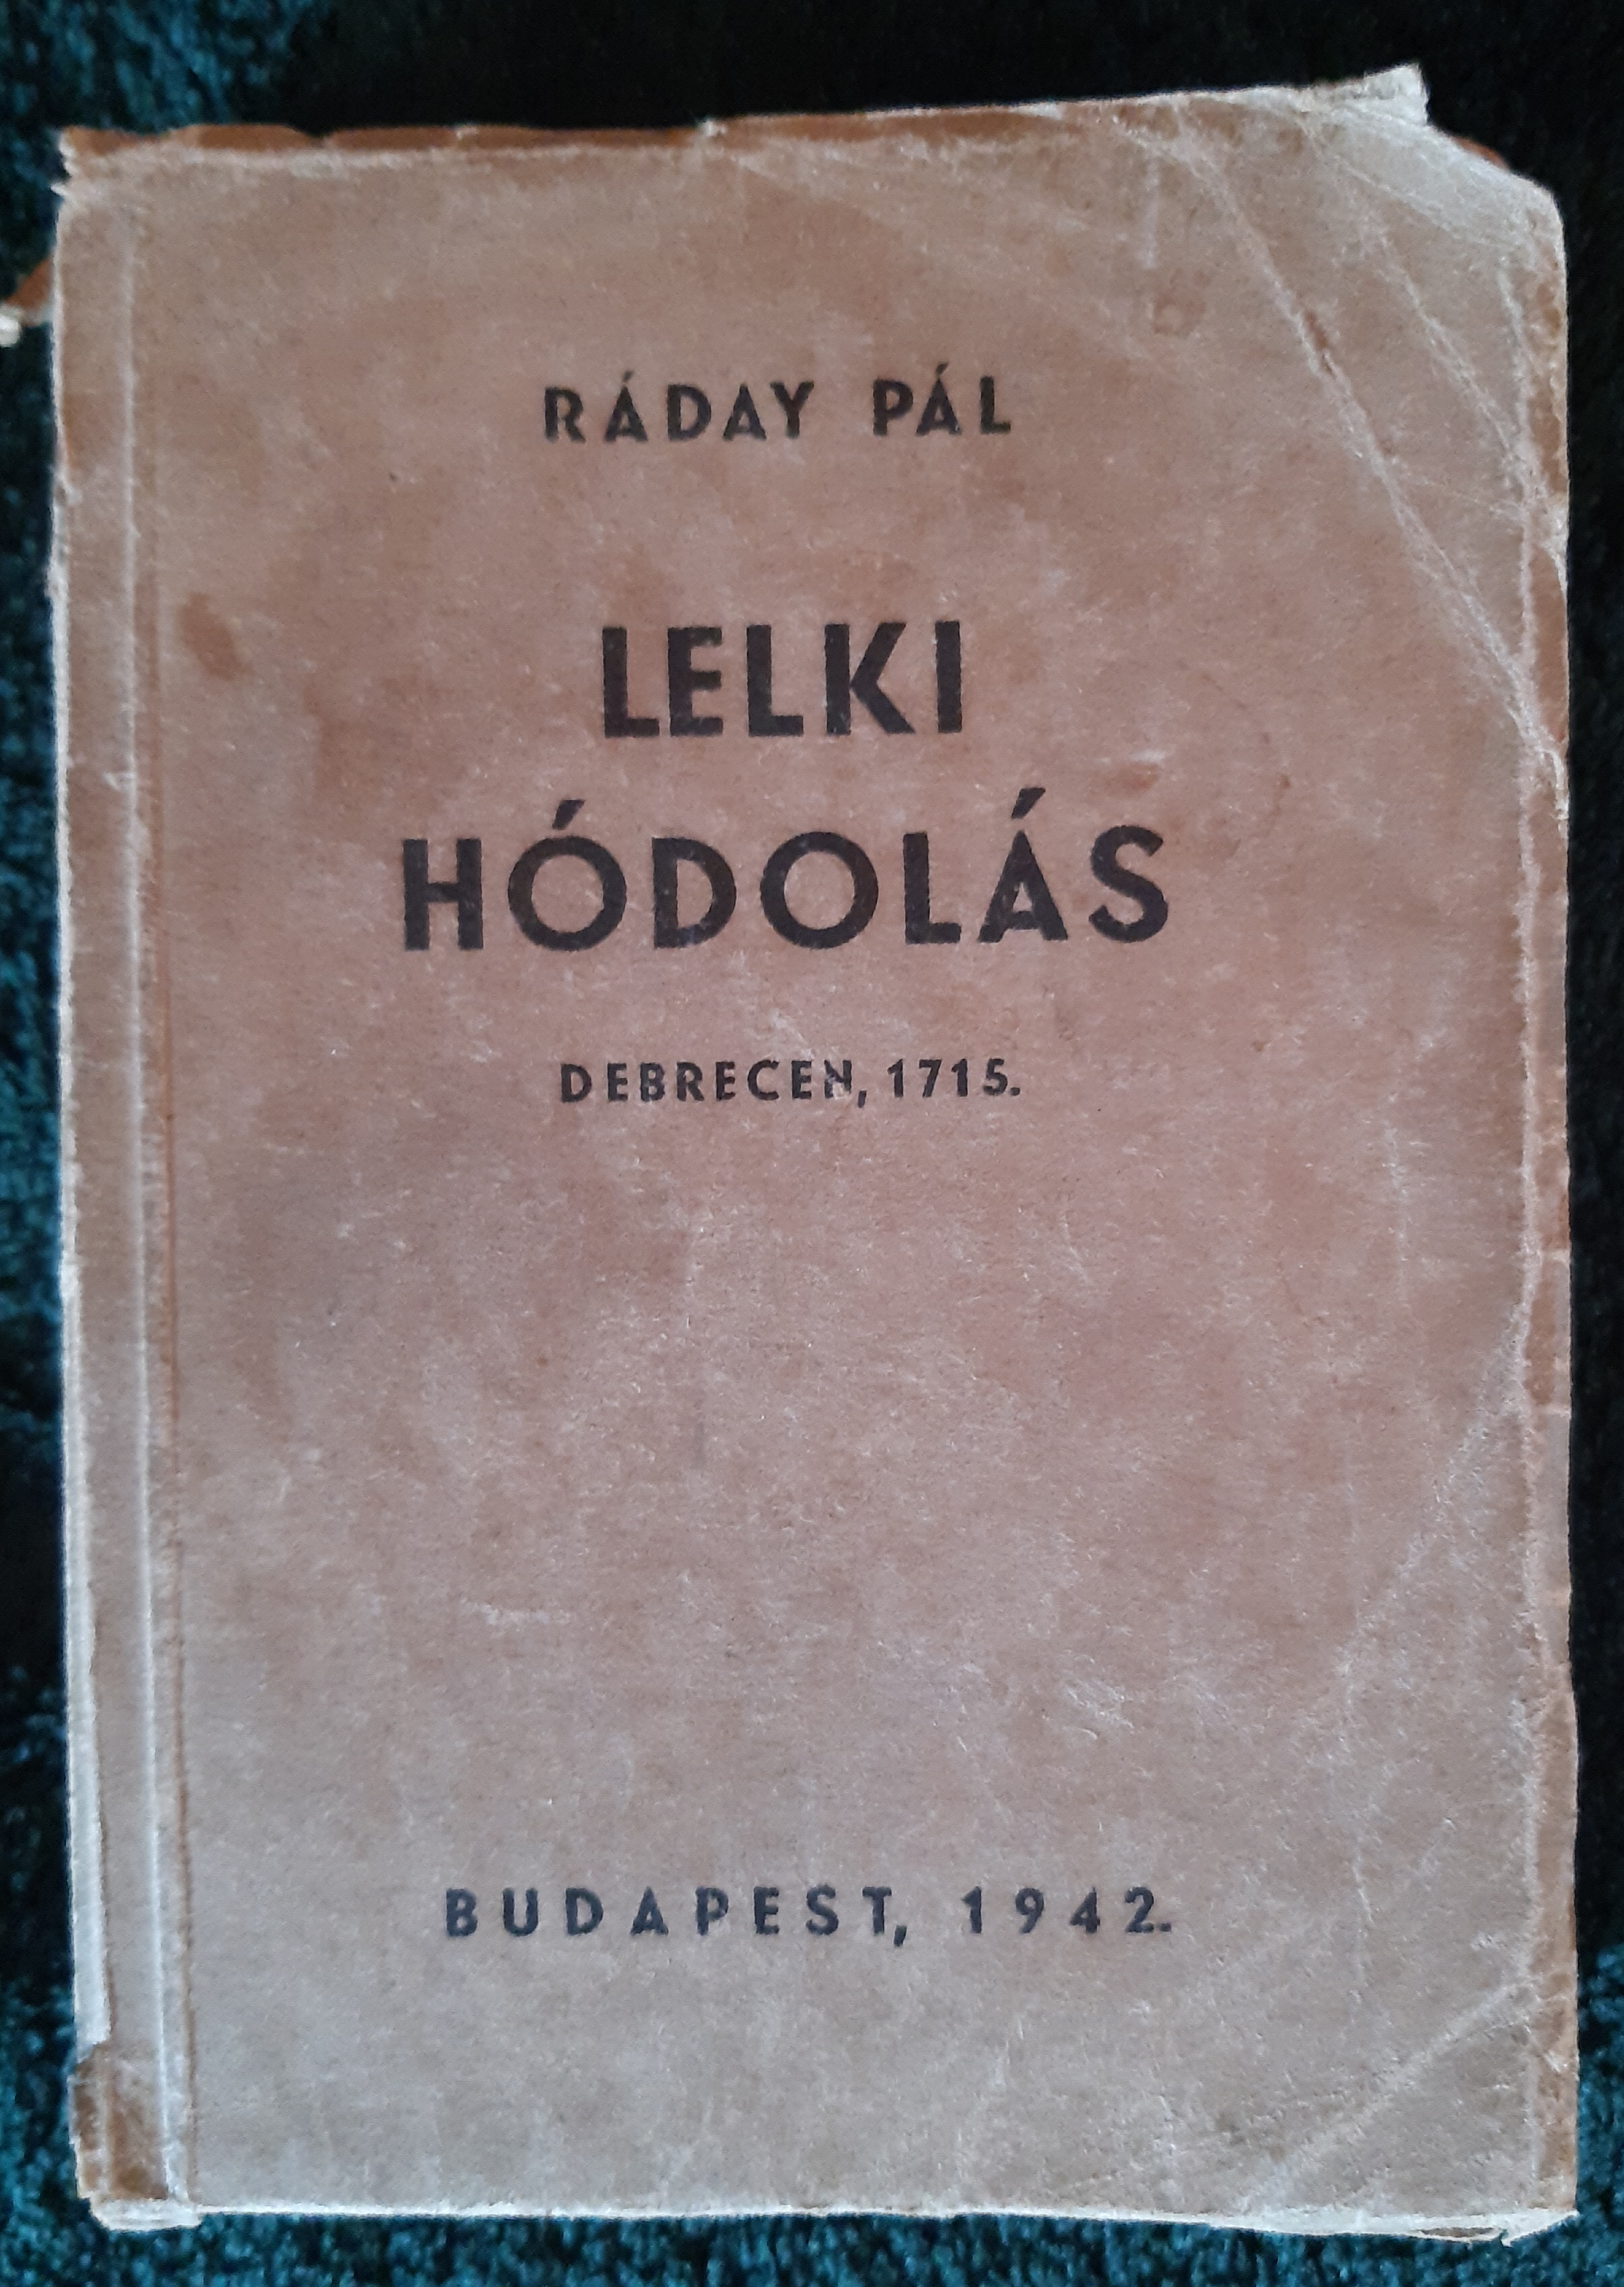 RÁDAY PÁL
LELKI
HÓDOLÁS
DEBRECEN, 1715.
BUDAPEST, 1942.